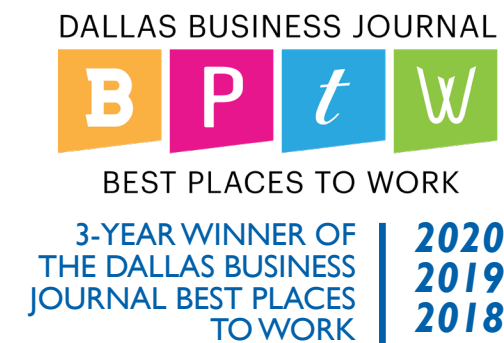 DALLAS BUSINESS JOURNAL
B P t W
BEST PLACES TO WORK
3-YEAR WINNER OF
THE DALLAS BUSINESS
JOURNAL BEST PLACES
TO WORK
2020
2019
2018